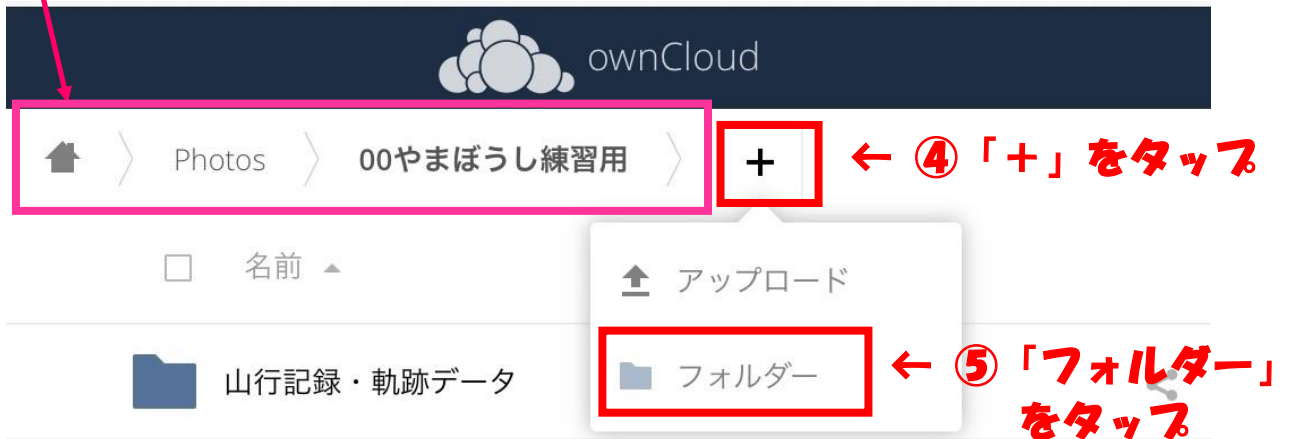 ownCloud
Photos 00やまぼうし練習用 + ← ④「+」をタップ
名前
アップロード
山行記録・軌跡データ
フォルダー ← ⑤「フォルダー」
をタップ